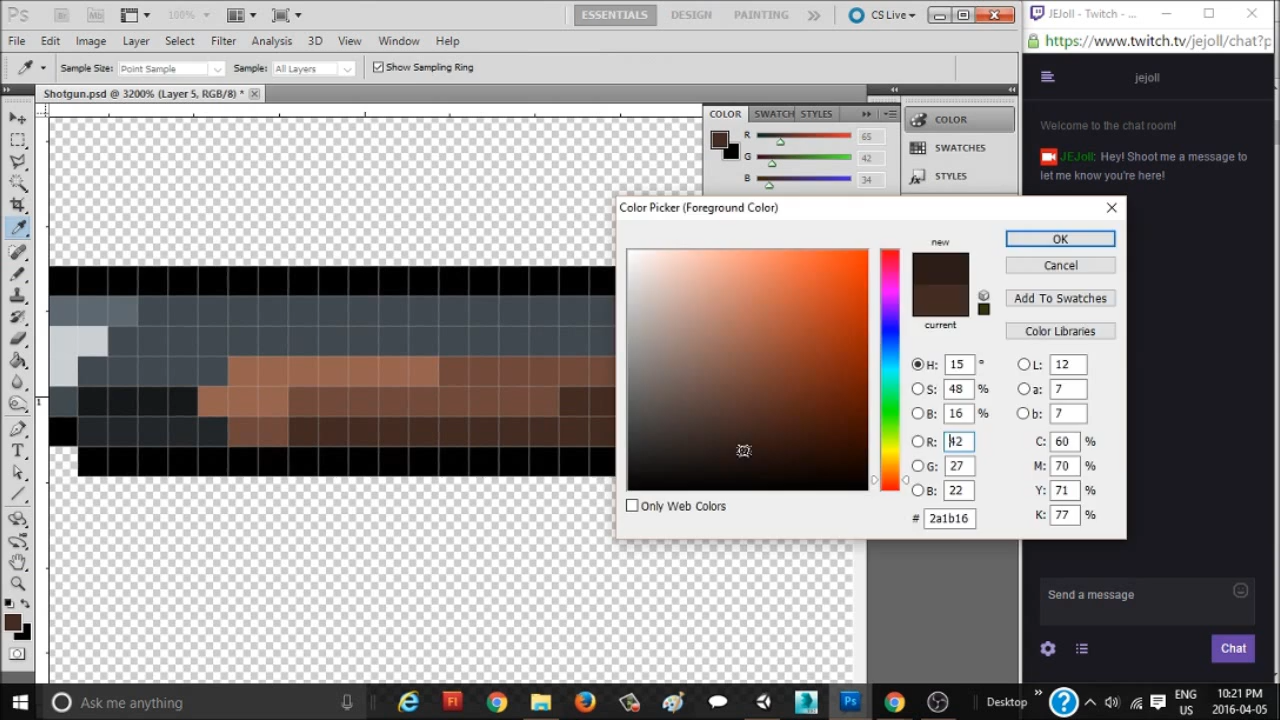 Ps
Br
Mb
100%
ESSENTIALS
DESIGN
PAINTING
CS Live
JEJoll - Twitch - ...
File
Edit
Image
Layer
Select
Filter
Analysis
3D
View
Window
Help
https://www.twitch.tv/jejoll/chat?p
Sample Size:
Point Sample
Sample:
All Layers
Show Sampling Ring
jejoll
Shotgun.psd @ 3200% (Layer 5, RGB/8) *
COLOR
SWATCH
STYLES
R
65
G
42
B
34
COLOR
SWATCHES
STYLES
Welcome to the chat room!
JEJoll: Hey! Shoot me a message to
let me know you're here!
Color Picker (Foreground Color)
new
current
OK
Cancel
Add To Swatches
Color Libraries
H: 15 °
L: 12
S: 48 %
a: 7
B: 16 %
b: 7
R: 42
C: 60 %
G: 27
M: 70 %
B: 22
Y: 71 %
# 2a1b16
K: 77 %
Only Web Colors
1
Send a message
Chat
Ask me anything
Desktop
ENG
US
10:21 PM
2016-04-05